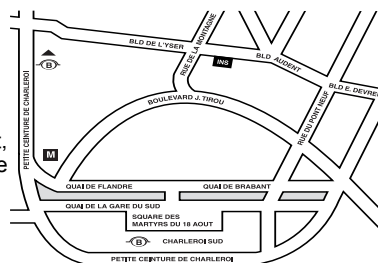 RUE DE LA MONTAGNE
BLD DE L'YSER
INS
BLD AUDENT
B
BLD E. DEVREU
BOULEVARD J. TIROU
RUE DU PONT NEUF
PETITE CEINTURE DE CHARLEROI
M
e
QUAI DE FLANDRE
QUAI DE BRABANT
QUAI DE LA GARE DU SUD
SQUARE DES
MARTYRS DU 18 AOUT
B
CHARLEROI SUD
PETITE CEINTURE DE CHARLEROI